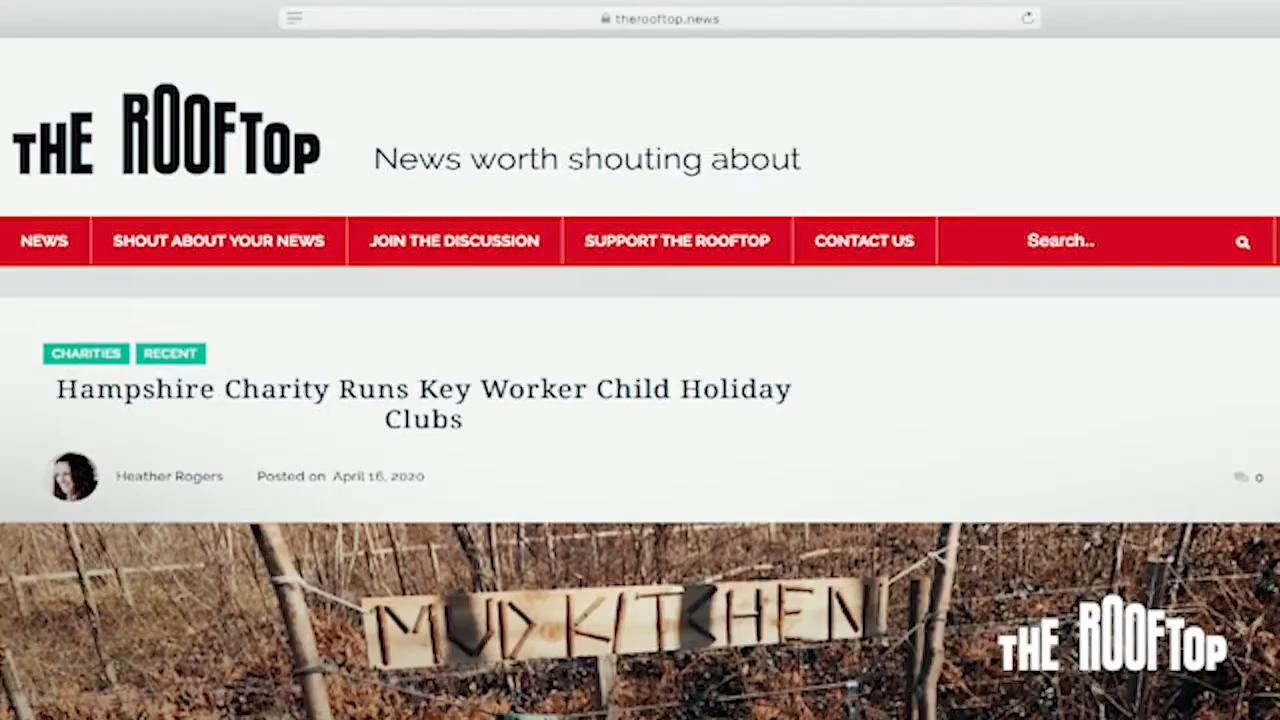 therooftop.news
THE ROOFTOP
News worth shouting about
NEWS
SHOUT ABOUT YOUR NEWS
JOIN THE DISCUSSION
SUPPORT THE ROOFTOP
CONTACT US
Search..
CHARITIES
RECENT
Hampshire Charity Runs Key Worker Child Holiday
Clubs
Heather Rogers
Posted on April 16, 2020
0
MUD KITCHEN
THE ROOFTOP